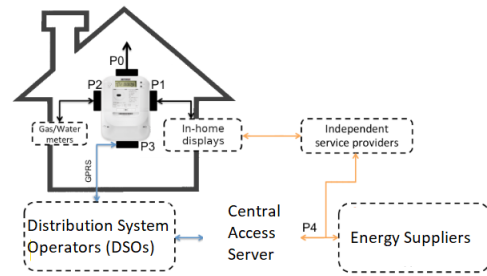 P0
P2
P1
Gas/Water
meters
In-home
displays
Independent
service providers
P3
GPRS
Distribution System
Operators (DSOs)
Central
Access
Server
P4
Energy Suppliers